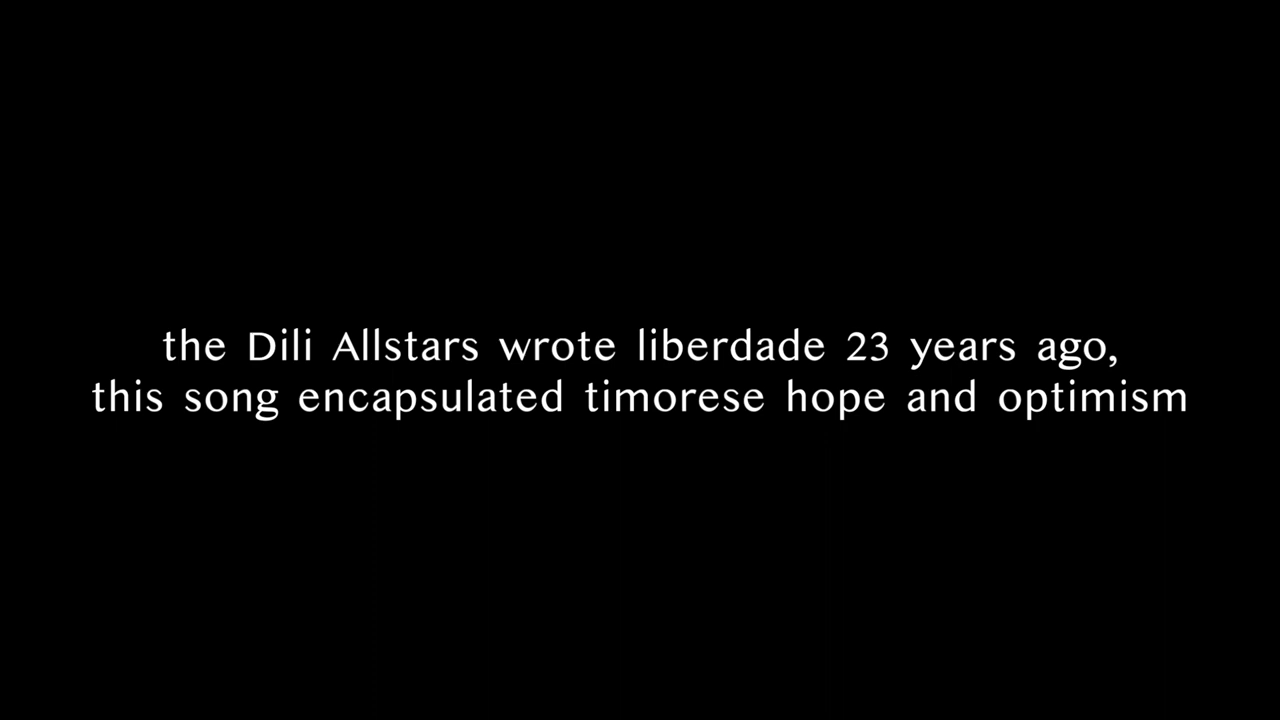 the Dili Allstars wrote liberdade 23 years ago,
this song encapsulated timorese hope and optimism